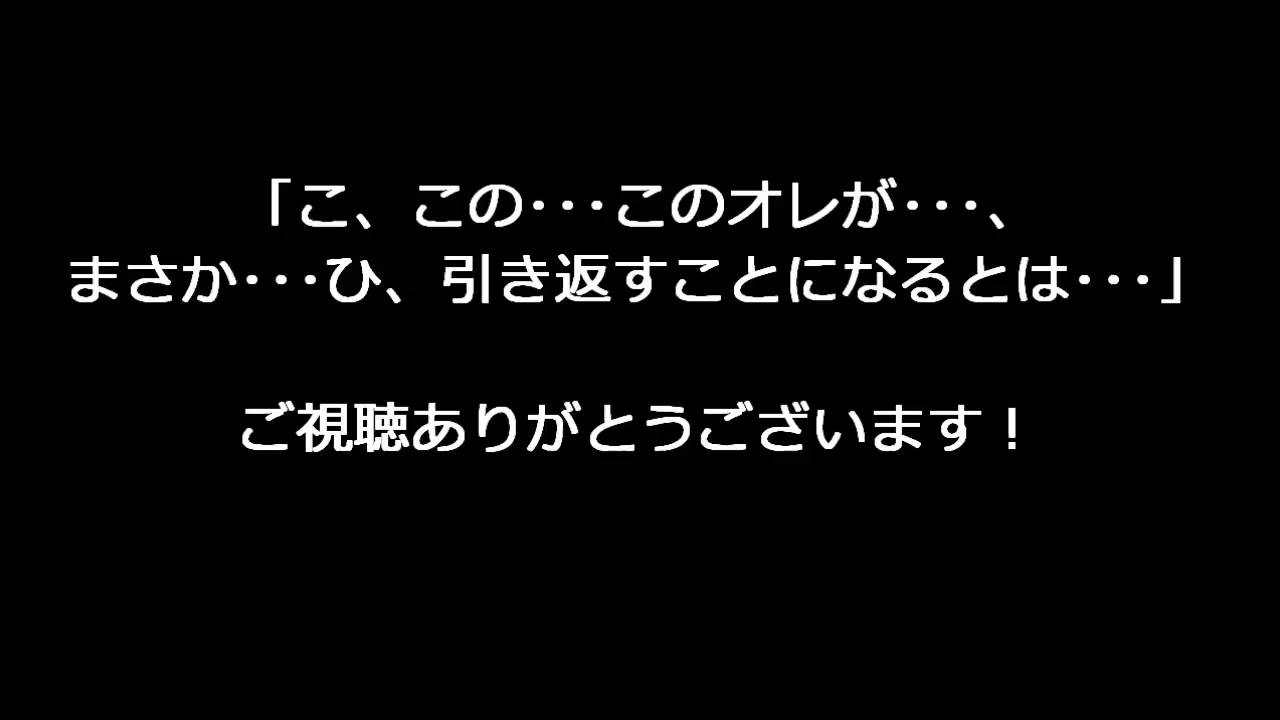 「こ、この･･･このオレが･･･、
まさか･･･ひ、引き返すことになるとは･･･」
ご視聴ありがとうございます！